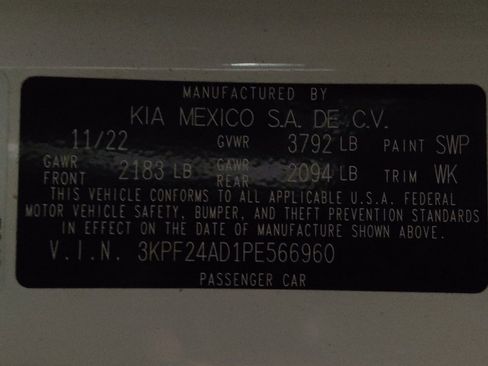 MANUFACTURED BY
KIA MEXICO S.A. DE C.V.
11/22 GVWR 3792 LB PAINT SWP
GAWR FRONT 2183 LB GAWR REAR 2094 LB TRIM WK
THIS VEHICLE CONFORMS TO ALL APPLICABLE U.S.A. FEDERAL
MOTOR VEHICLE SAFETY, BUMPER, AND THEFT PREVENTION STANDARDS
IN EFFECT ON THE DATE OF MANUFACTURE SHOWN ABOVE.
V.I.N. 3KPF24AD1PE566960
PASSENGER CAR